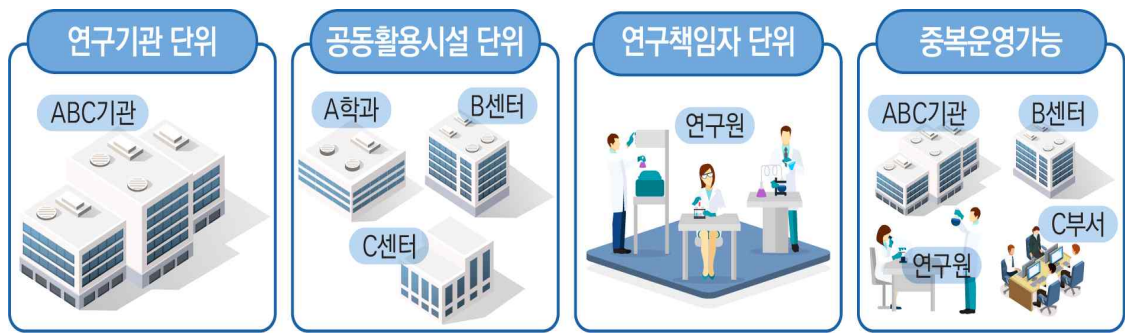 연구기관 단위
ABC기관
공동활용시설 단위
A학과
B센터
C센터
연구책임자 단위
연구원
중복운영가능
ABC기관
B센터
연구원
C부서